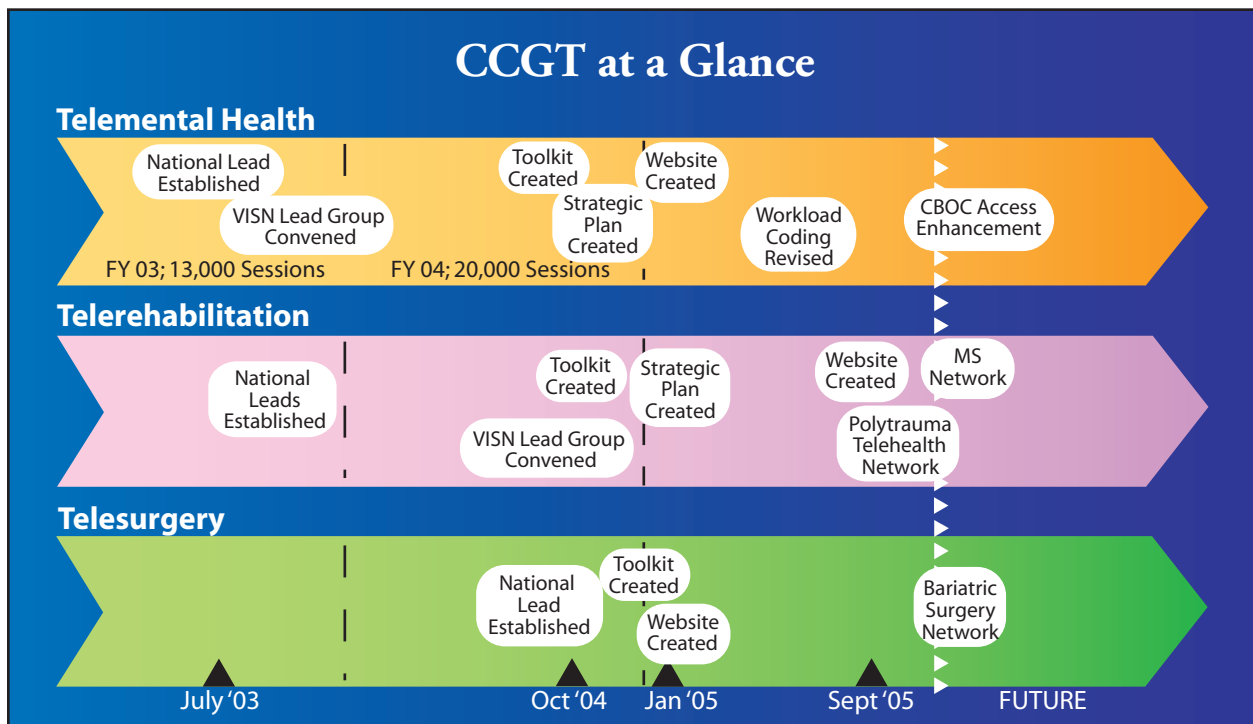 CCGT at a Glance
Telemental Health
National Lead
Established
VISN Lead Group
Convened
Toolkit
Created
Strategic
Plan
Created
Website
Created
Workload
Coding
Revised
CBOC Access
Enhancement
FY 03; 13,000 Sessions
FY 04; 20,000 Sessions
Telerehabilitation
National
Leads
Established
Toolkit
Created
VISN Lead Group
Convened
Strategic
Plan
Created
Website
Created
Polytrauma
Telehealth
Network
MS
Network
Telesurgery
National
Lead
Established
Toolkit
Created
Website
Created
Bariatric
Surgery
Network
July ‘03
Oct ‘04
Jan ‘05
Sept ‘05
FUTURE